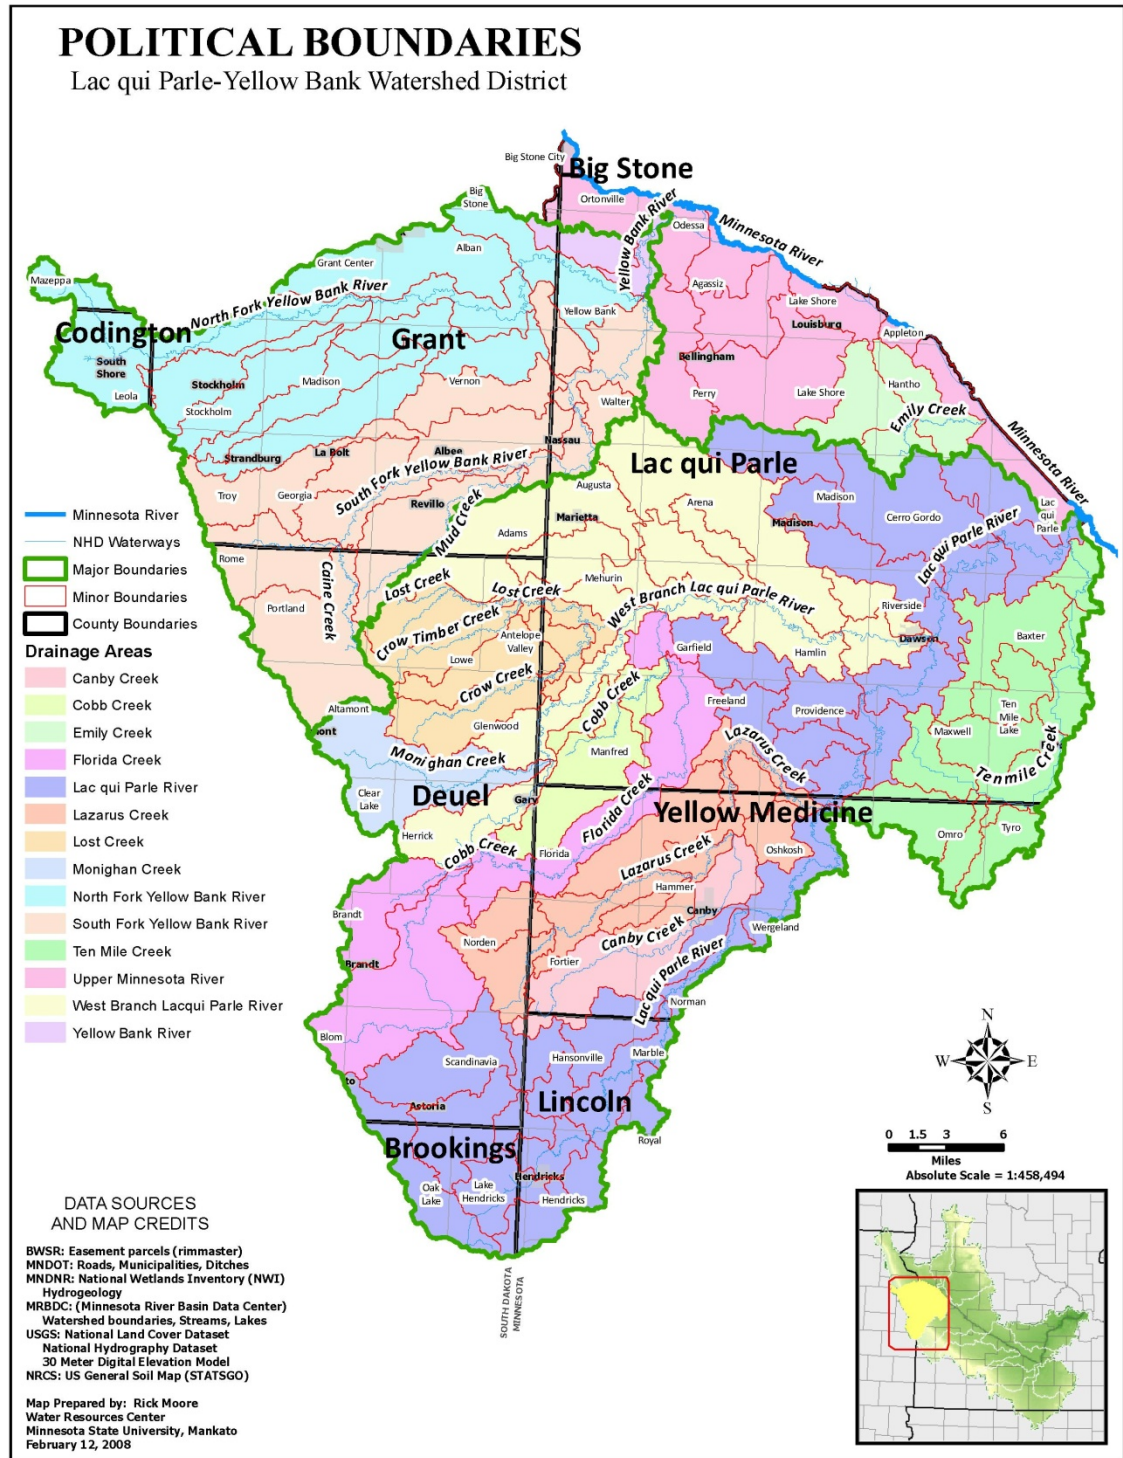 POLITICAL BOUNDARIES
Lac qui Parle-Yellow Bank Watershed District
Big Stone City
Big Stone
Ortonville
Big
Stone
Yellow Bank River
Odessa
Minnesota River
Alban
Grant Center
Mazeppa
North Fork Yellow Bank River
Agassiz
Lake Shore
Louisburg
Yellow Bank
Codington
Grant
Appleton
Bellingham
South
Shore
Stockholm
Madison
Vernon
Leola
Stockholm
Walter
Perry
Lake Shore
Hantho
Emily Creek
Minnesota River
Nassau
Strandburg
La Bolt
Albee
South Fork Yellow Bank River
Lac qui Parle
Troy
Georgia
Revillo
Mud Creek
Augusta
Marietta
Arena
Madison
Madison
Cerro Gordo
Lac
qui
Parle
Lac qui Parle River
Adams
Rome
Caine Creek
Portland
Lost Creek
Lost Creek
Mehurin
West Branch Lac qui Parle River
Riverside
Dawson
Baxter
Crow Timber Creek
Antelope
Valley
Lowe
Crow Creek
Garfield
Hamlin
Cobb Creek
Freeland
Providence
Ten
Mile
Lake
Maxwell
Altamont
mont
Glenwood
Manfred
Lazarus Creek
Tenmile Creek
Monighan Creek
Clear
Lake
Deuel
Gary
Florida Creek
Yellow Medicine
Herrick
Cobb Creek
Florida
Lazarus Creek
Oshkosh
Omro
Tyro
Hammer
Canby
Brandt
Norden
Canby Creek
Wergeland
Brandt
Fortier
Lac qui Parle River
Norman
Blom
Scandinavia
Hansonville
Marble
to
Astoria
Lincoln
Brookings
Royal
Oak
Lake
Lake
Hendricks
Hendricks
Hendricks
SOUTH DAKOTA
MINNESOTA
Minnesota River
NHD Waterways
Major Boundaries
Minor Boundaries
County Boundaries
Drainage Areas
Canby Creek
Cobb Creek
Emily Creek
Florida Creek
Lac qui Parle River
Lazarus Creek
Lost Creek
Monighan Creek
North Fork Yellow Bank River
South Fork Yellow Bank River
Ten Mile Creek
Upper Minnesota River
West Branch Lacqui Parle River
Yellow Bank River
N
W E
S
0 1.5 3 6
Miles
Absolute Scale = 1:458,494
DATA SOURCES
AND MAP CREDITS
BWSR: Easement parcels (rimmaster)
MNDOT: Roads, Municipalities, Ditches
MNDNR: National Wetlands Inventory (NWI)
Hydrogeology
MRBDC: (Minnesota River Basin Data Center)
Watershed boundaries, Streams, Lakes
USGS: National Land Cover Dataset
National Hydrography Dataset
30 Meter Digital Elevation Model
NRCS: US General Soil Map (STATSGO)
Map Prepared by: Rick Moore
Water Resources Center
Minnesota State University, Mankato
February 12, 2008